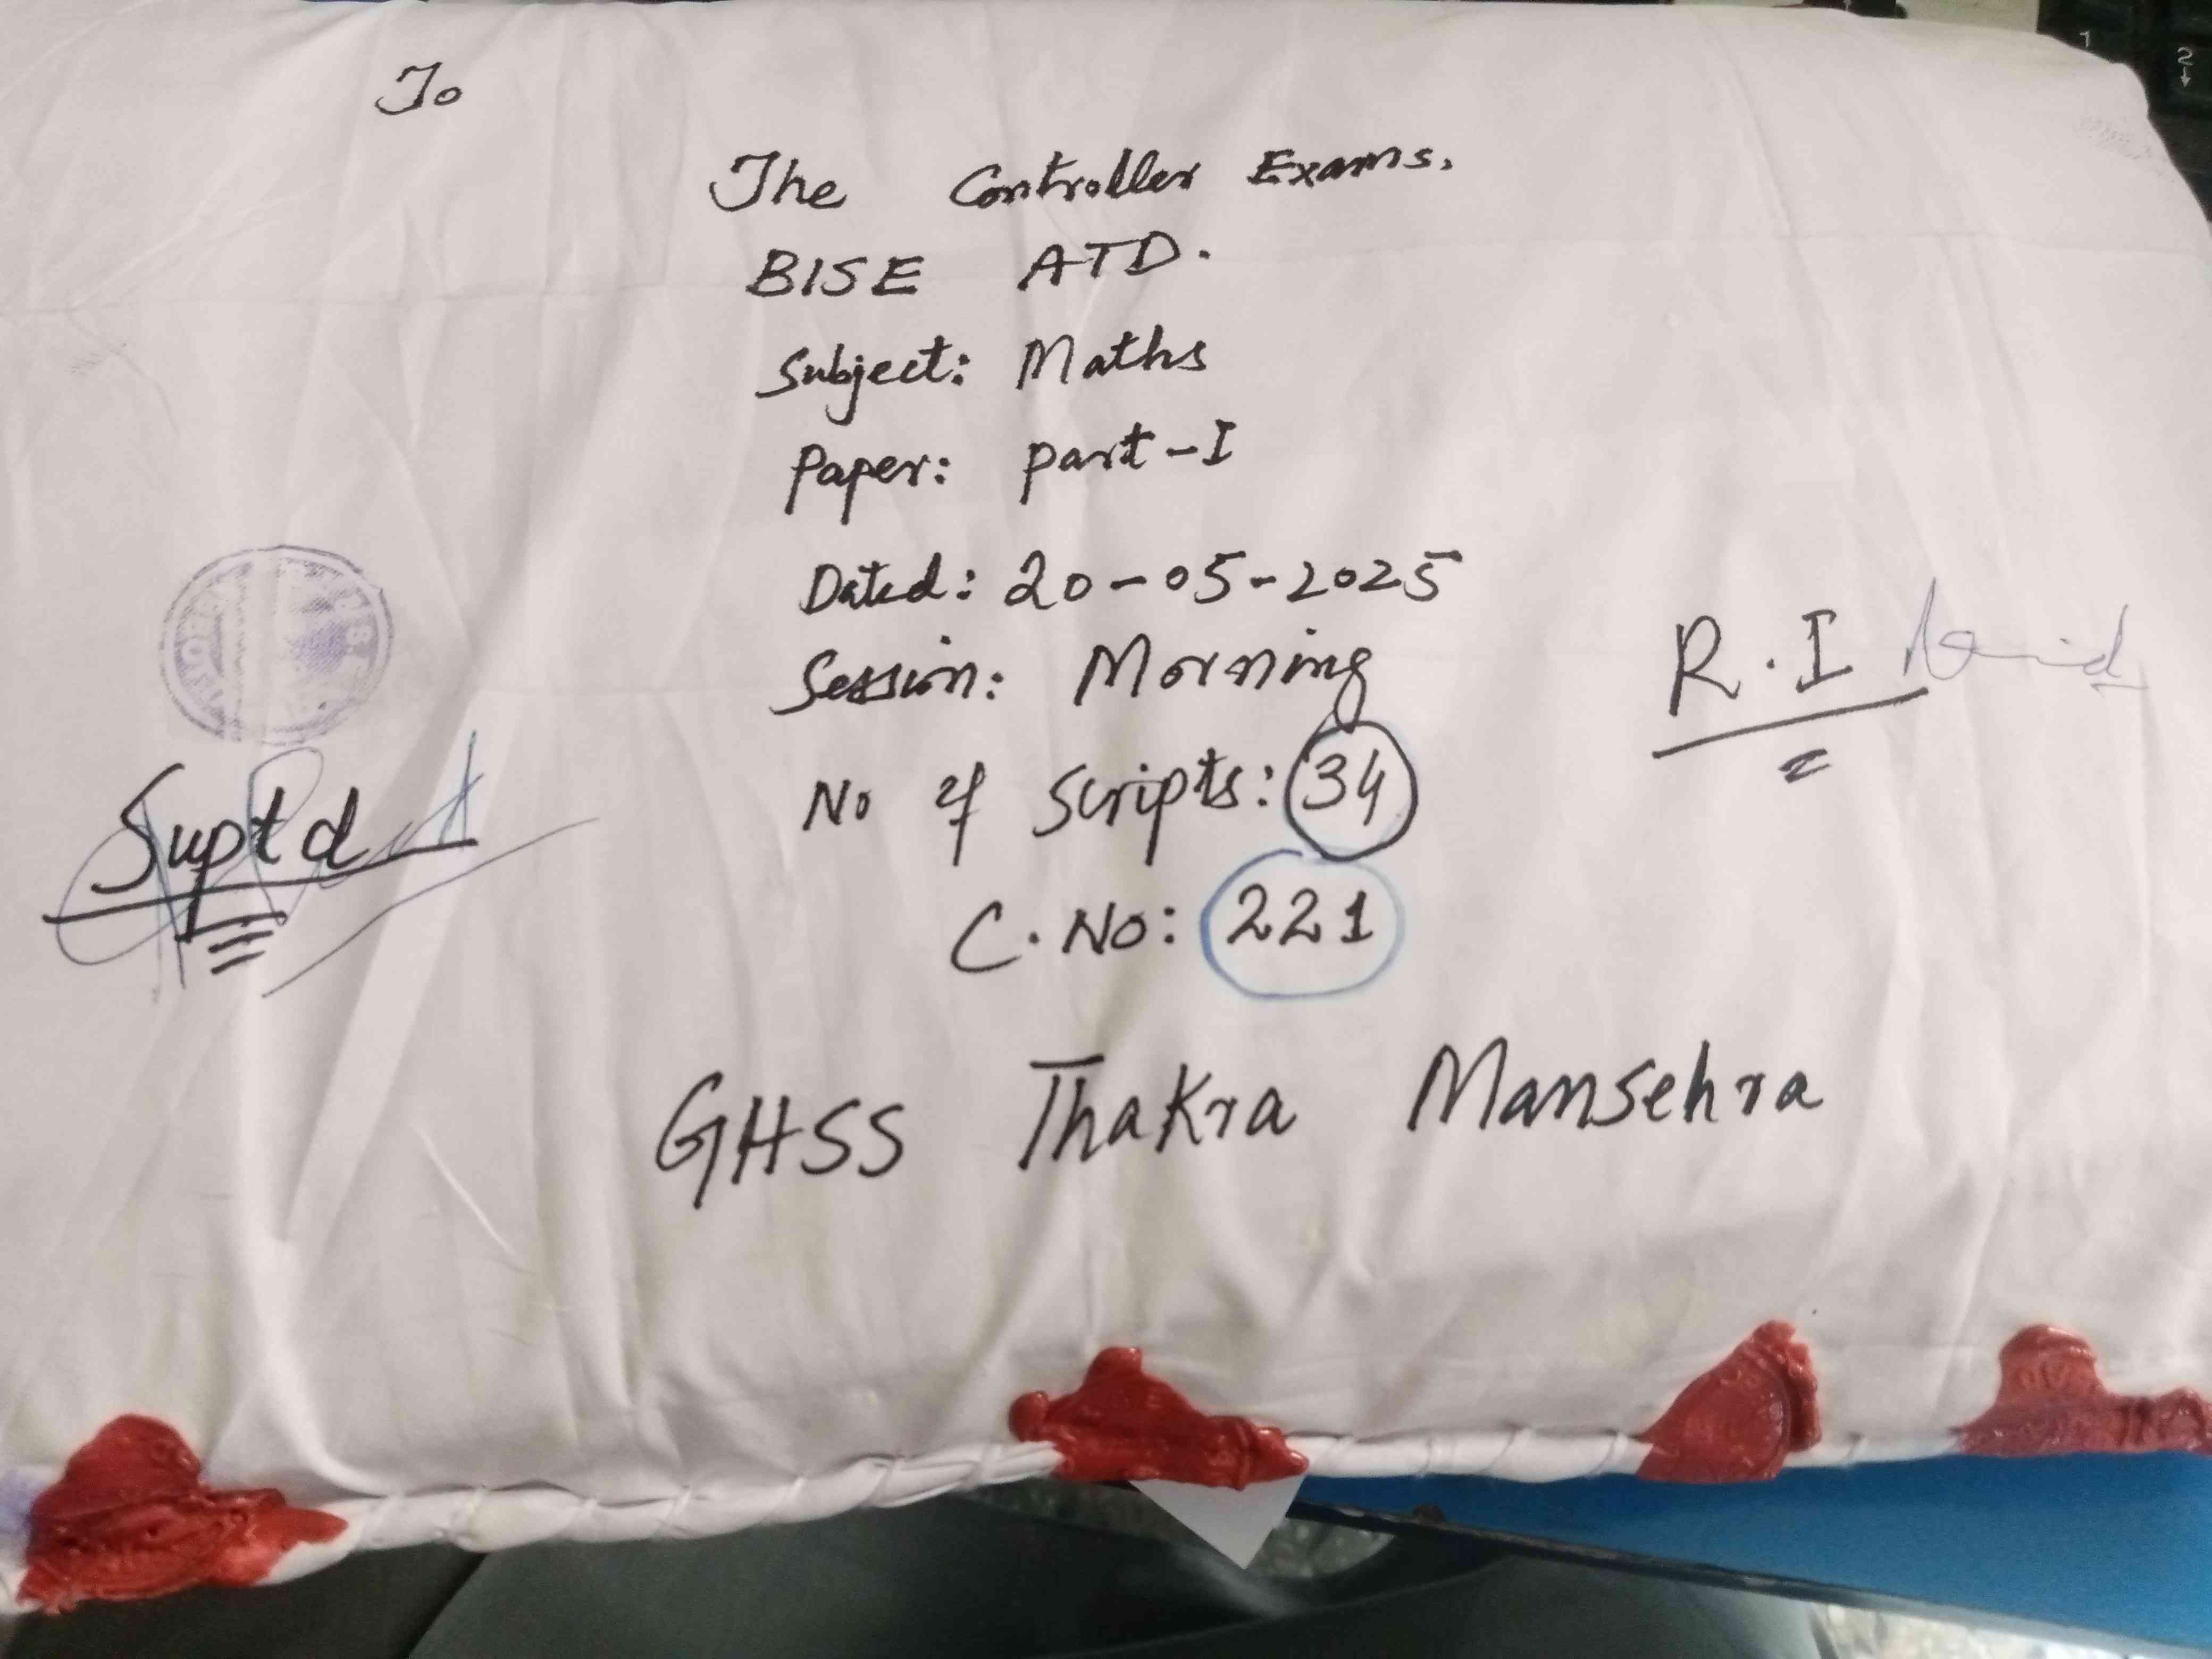 To
The Controller Exams.
BISE ATD.
Subject: Maths
Paper: Part-I
Dated: 20-05-2025
Session: Morning
R.I
No of Scripts: 34
Suptd
C. No: 221
GHSS Thakra Mansehra